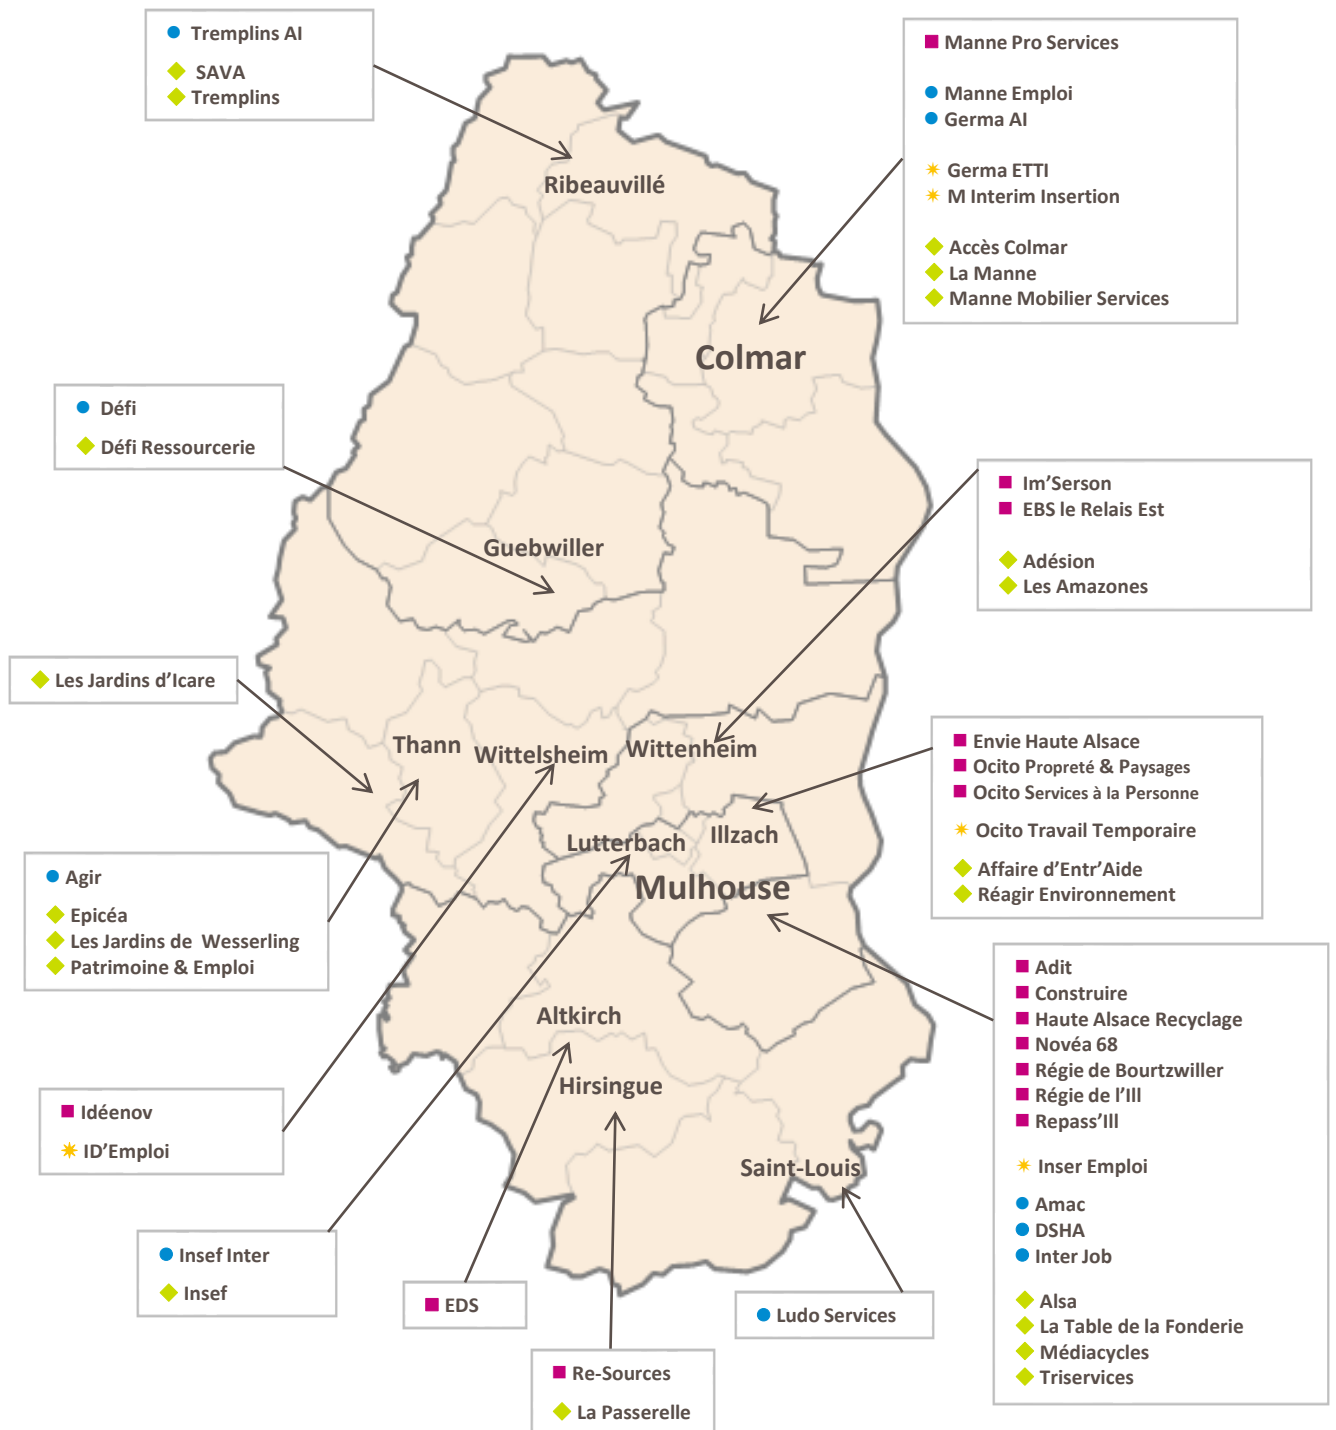 Tremplins AI
SAVA
Tremplins
Manne Pro Services
Manne Emploi
Germa AI
Germa ETTI
M Interim Insertion
Accès Colmar
La Manne
Manne Mobilier Services
Ribeauvillé
Colmar
Défi
Défi Ressourcerie
Guebwiller
Im'Serson
EBS le Relais Est
Adésion
Les Amazones
Les Jardins d'Icare
Thann
Wittelsheim
Wittenheim
Envie Haute Alsace
Ocito Propreté & Paysages
Ocito Services à la Personne
Ocito Travail Temporaire
Affaire d'Entr'Aide
Réagir Environnement
Lutterbach
Illzach
Mulhouse
Agir
Epicéa
Les Jardins de Wesserling
Patrimoine & Emploi
Altkirch
Hirsingue
Saint-Louis
Adit
Construire
Haute Alsace Recyclage
Novéa 68
Régie de Bourtzwiller
Régie de l'Ill
Repass'Ill
Inser Emploi
Amac
DSHA
Inter Job
Alsa
La Table de la Fonderie
Médiacycles
Triservices
Idéenov
ID'Emploi
Insef Inter
Insef
EDS
Ludo Services
Re-Sources
La Passerelle